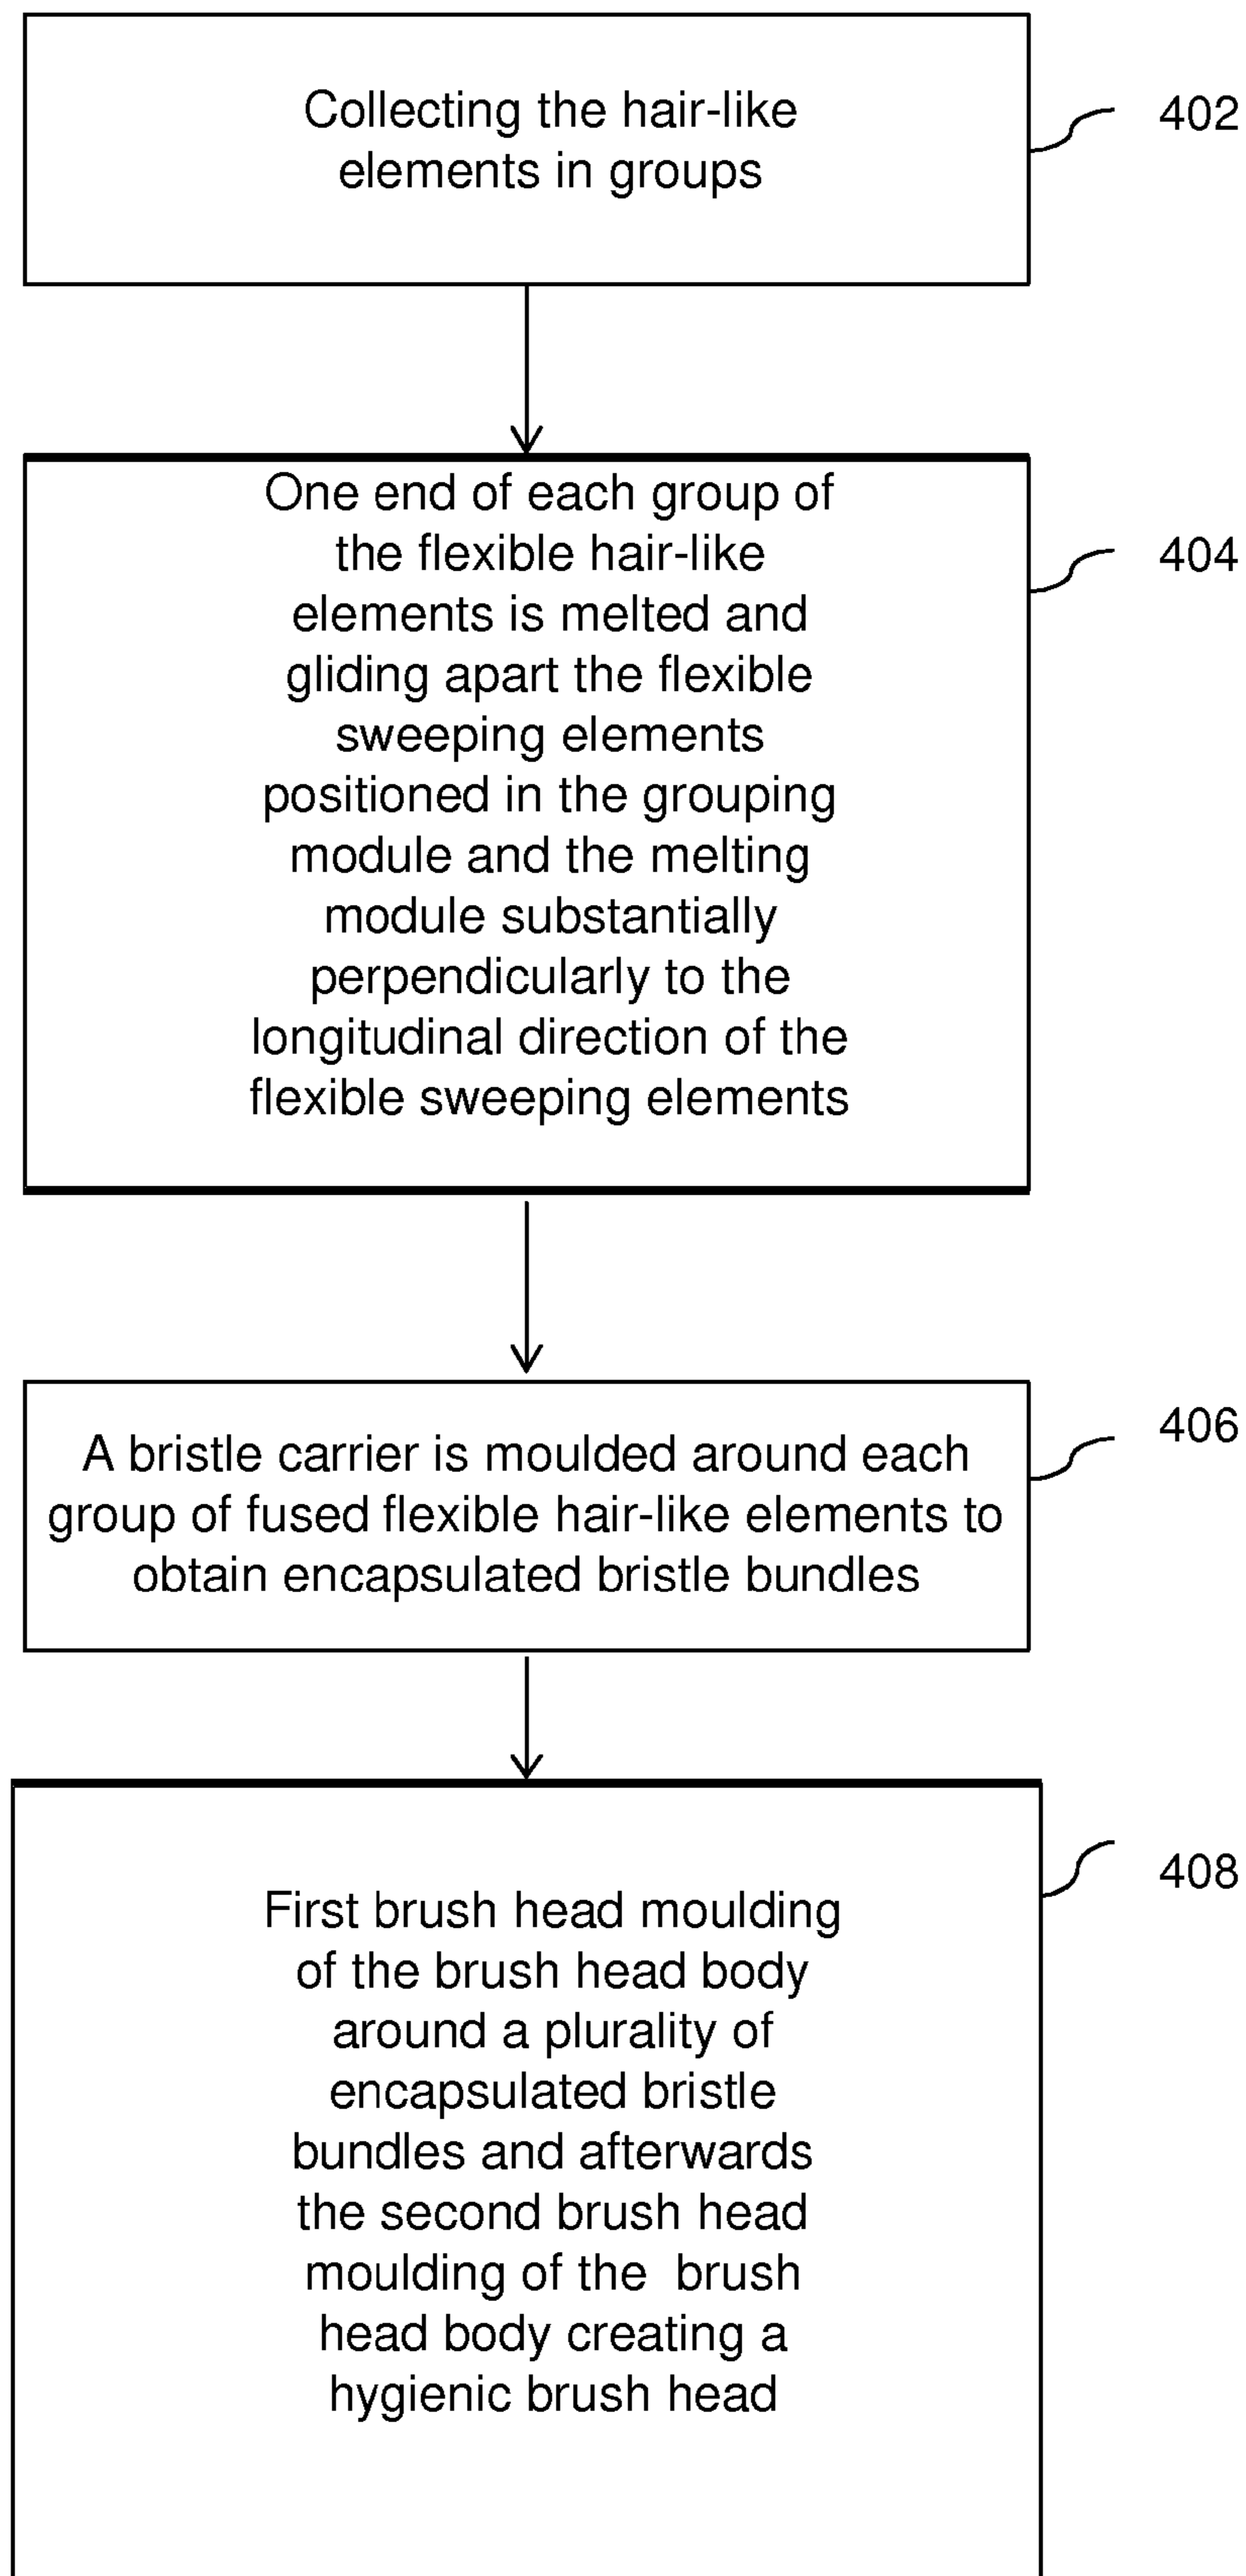 Collecting the hair-like
elements in groups
402
One end of each group of
the flexible hair-like
elements is melted and
gliding apart the flexible
sweeping elements
positioned in the grouping
module and the melting
module substantially
perpendicularly to the
longitudinal direction of the
flexible sweeping elements
404
A bristle carrier is moulded around each
group of fused flexible hair-like elements to
obtain encapsulated bristle bundles
406
First brush head moulding
of the brush head body
around a plurality of
encapsulated bristle
bundles and afterwards
the second brush head
moulding of the  brush
head body creating a
hygienic brush head
408